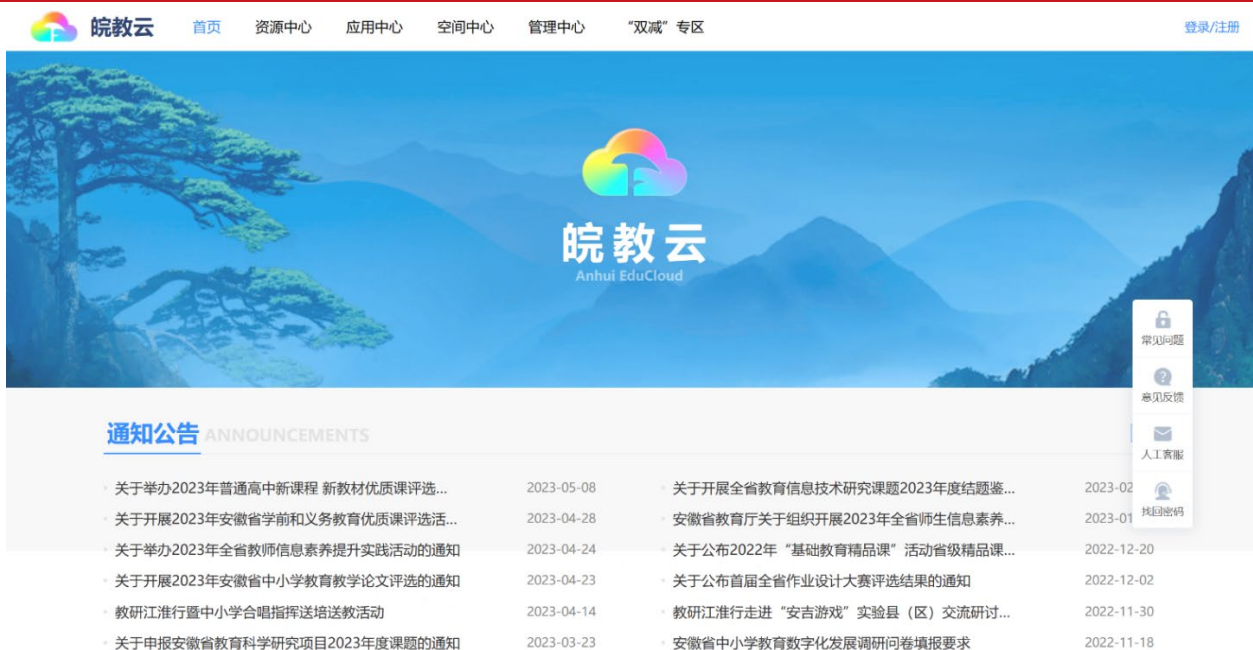 皖教云 首页 资源中心 应用中心 空间中心 管理中心 “双减”专区 登录/注册
皖教云
Anhui EduCloud
常见问题
意见反馈
人工客服
找回密码
通知公告 ANNOUNCEMENTS
关于举办2023年普通高中新课程 新教材优质课评选... 2023-05-08
关于开展2023年安徽省学前和义务教育优质课评选活... 2023-04-28
关于举办2023年全省教师信息素养提升实践活动的通知 2023-04-24
关于开展2023年安徽省中小学教育教学论文评选的通知 2023-04-23
教研江淮行暨中小学合唱指挥送培送教活动 2023-04-14
关于申报安徽省教育科学研究项目2023年度课题的通知 2023-03-23
关于开展全省教育信息技术研究课题2023年度结题鉴... 2023-02
安徽省教育厅关于组织开展2023年全省师生信息素养... 2023-01
关于公布2022年“基础教育精品课”活动省级精品课... 2022-12-20
关于公布首届全省作业设计大赛评选结果的通知 2022-12-02
教研江淮行走进“安吉游戏”实验县（区）交流研讨... 2022-11-30
安徽省中小学教育数字化发展调研问卷填报要求 2022-11-18